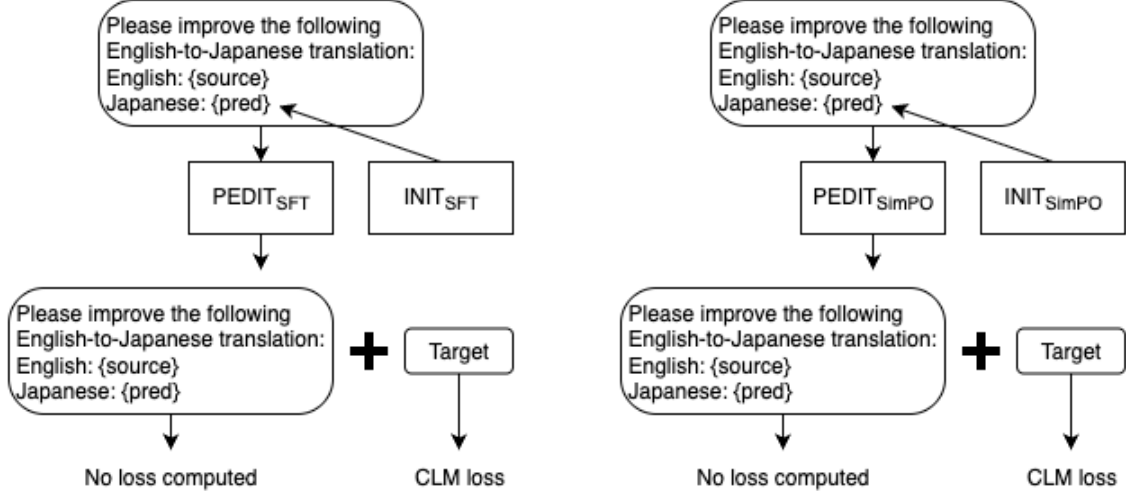 Please improve the following
English-to-Japanese translation:
English: {source}
Japanese: {pred}
PEDIT_SFT
INIT_SFT
Please improve the following
English-to-Japanese translation:
English: {source}
Japanese: {pred}
Target
No loss computed
CLM loss
Please improve the following
English-to-Japanese translation:
English: {source}
Japanese: {pred}
PEDIT_SimPO
INIT_SimPO
Please improve the following
English-to-Japanese translation:
English: {source}
Japanese: {pred}
Target
No loss computed
CLM loss